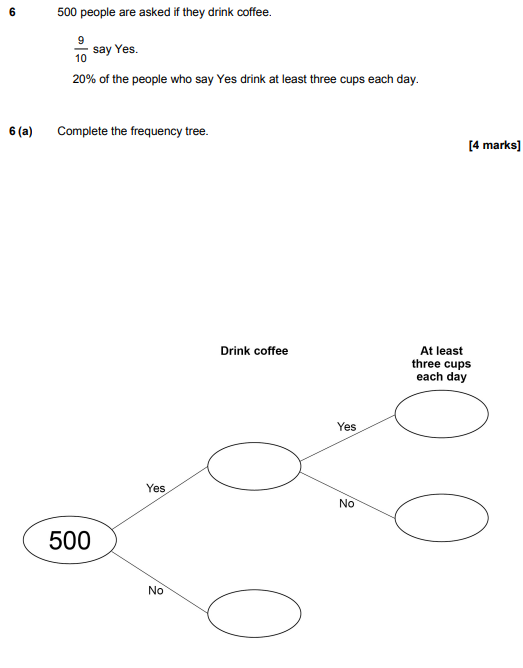 6 500 people are asked if they drink coffee.
9/10 say Yes.
20% of the people who say Yes drink at least three cups each day.
6 (a) Complete the frequency tree.
[4 marks]
Drink coffee
At least
three cups
each day
Yes
Yes
No
500
No